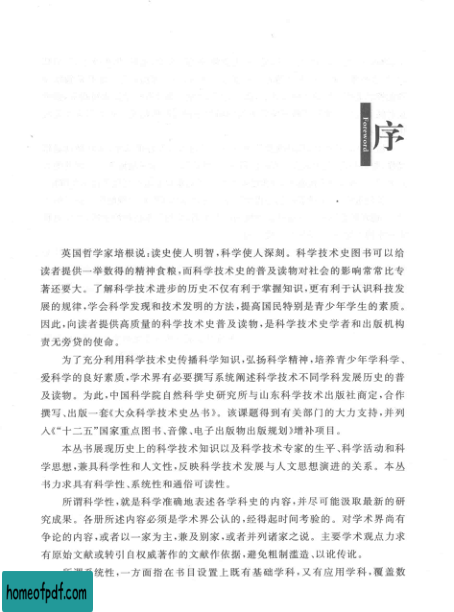 序
Foreword
英国哲学家培根说:读史使人明智,科学使人深刻。科学技术史图书可以给
读者提供一举数得的精神食粮,而科学技术史的普及读物对社会的影响常常比专
著还要大。了解科学技术进步的历史不仅有利于掌握知识,更有利于认识科技发
展的规律,学会科学发现和技术发明的方法,提高国民特别是青少年学生的素质。
因此,向读者提供高质量的科学技术史普及读物,是科学技术史学者和出版机构
责无旁贷的使命。
为了充分利用科学技术史传播科学知识,弘扬科学精神,培养青少年学科学、
爱科学的良好素质,学术界有必要撰写系统阐述科学技术不同学科发展历史的普
及读物。为此,中国科学院自然科学史研究所与山东科学技术出版社商定,合作
撰写、出版一套《大众科学技术史丛书》。该课题得到有关部门的大力支持,并列
入《“十二五”国家重点图书、音像、电子出版物出版规划》增补项目。
本丛书展现历史上的科学技术知识以及科学技术专家的生平、科学活动和科
学思想,兼具科学性和人文性,反映科学技术发展与人文思想演进的关系。本丛
书力求具有科学性、系统性和通俗可读性。
所谓科学性,就是科学准确地表述各学科史的内容,并尽可能汲取最新的研
究成果。各册所述内容必须是学术界公认的,经得起时间考验的。对学术界尚有
争论的内容,或者以一家为主,兼及别家,或者并列诸家之说。主要学术观点力求
有原始文献或转引自权威著作的文献作依据,避免粗制滥造、以讹传讹。
所谓系统性,一方面指在书目设置上既有基础学科,又有应用学科,覆盖数
homeofpdf.com